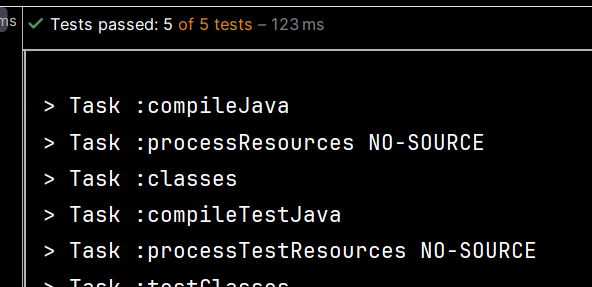 ms
Tests passed: 5 of 5 tests – 123 ms
> Task :compileJava
> Task :processResources NO-SOURCE
> Task :classes
> Task :compileTestJava
> Task :processTestResources NO-SOURCE
> Task :testClasses